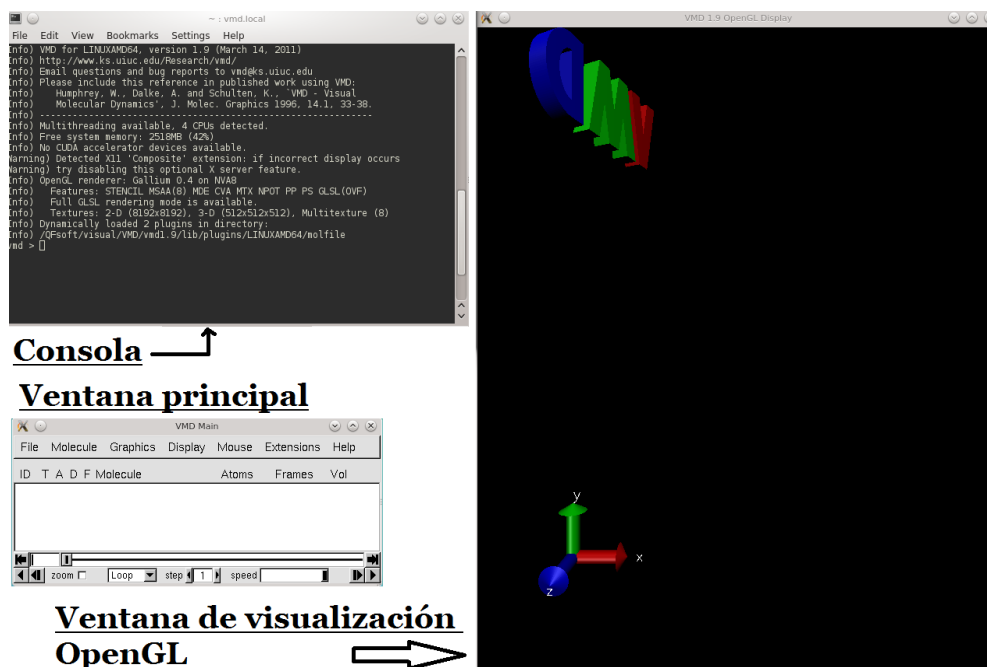 ~ : vmd.local
File Edit View Bookmarks Settings Help
Info) VMD for LINUXAMD64, version 1.9 (March 14, 2011)
Info) http://www.ks.uiuc.edu/Research/vmd/
Info) Email questions and bug reports to vmd@ks.uiuc.edu
Info) Please include this reference in published work using VMD:
Info) Humphrey, W., Dalke, A. and Schulten, K., `VMD - Visual
Info) Molecular Dynamics', J. Molec. Graphics 1996, 14.1, 33-38.
Info) -------------------------------------------------------------
Info) Multithreading available, 4 CPUs detected.
Info) Free system memory: 2518MB (42%)
Info) No CUDA accelerator devices available.
Warning) Detected X11 'Composite' extension: if incorrect display occurs
Warning) try disabling this optional X server feature.
Info) OpenGL renderer: Gallium 0.4 on NVA8
Info) Features: STENCIL MSAA(8) MDE CVA MTX NPOT PP PS GLSL(OVF)
Info) Full GLSL rendering mode is available.
Info) Textures: 2-D (8192x8192), 3-D (512x512x512), Multitexture (8)
Info) Dynamically loaded 2 plugins in directory:
Info) /QFsoft/visual/VMD/vmd1.9/lib/plugins/LINUXAMD64/molfile
vmd >
Consola
Ventana principal
VMD Main
File Molecule Graphics Display Mouse Extensions Help
ID T A D F Molecule Atoms Frames Vol
zoom Loop step 1 speed
Ventana de visualización
OpenGL
VMD 1.9 OpenGL Display
VMD
y
x
z